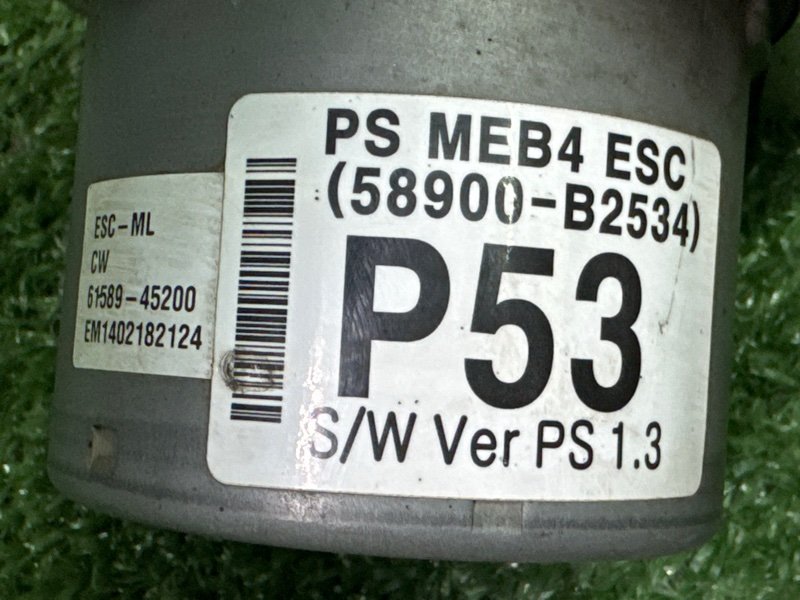 PS MEB4 ESC
(58900-B2534)
P53
S/W Ver PS 1.3
ESC-ML
CW
61589-45200
EM1402182124